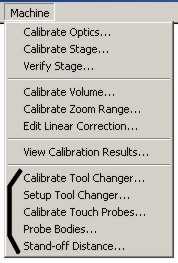 Machine
Calibrate Optics...
Calibrate Stage...
Verify Stage...
Calibrate Volume...
Calibrate Zoom Range...
Edit Linear Correction...
View Calibration Results...
Calibrate Tool Changer...
Setup Tool Changer...
Calibrate Touch Probes...
Probe Bodies...
Stand-off Distance...